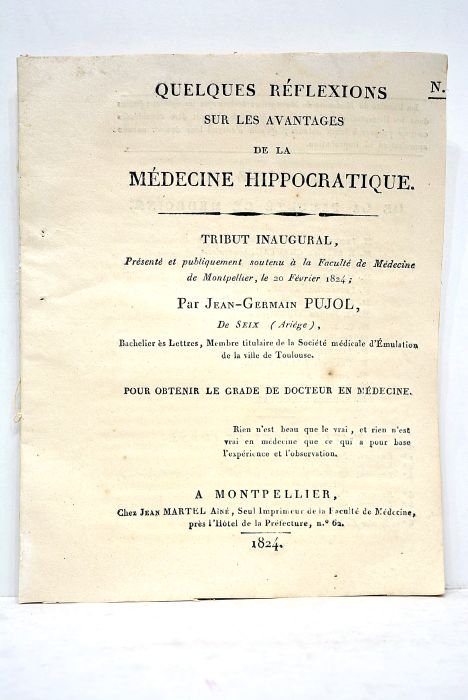 N.
QUELQUES RÉFLEXIONS
SUR LES AVANTAGES
DE LA
MÉDECINE HIPPOCRATIQUE.
TRIBUT INAUGURAL,
Présenté et publiquement soutenu à la Faculté de Médecine
de Montpellier, le 20 Février 1824;
Par JEAN-GERMAIN PUJOL,
De SEIX (Ariège),
Bachelier ès Lettres, Membre titulaire de la Société médicale d'Émulation
de la ville de Toulouse.
POUR OBTENIR LE GRADE DE DOCTEUR EN MÉDECINE.
Rien n'est beau que le vrai, et rien n'est
vrai en médecine que ce qui a pour base
l'expérience et l'observation.
A MONTPELLIER,
Chez JEAN MARTEL AÎNÉ, Seul Imprimeur de la Faculté de Médecine,
près l'Hôtel de la Préfecture, n.º 62.
1824.